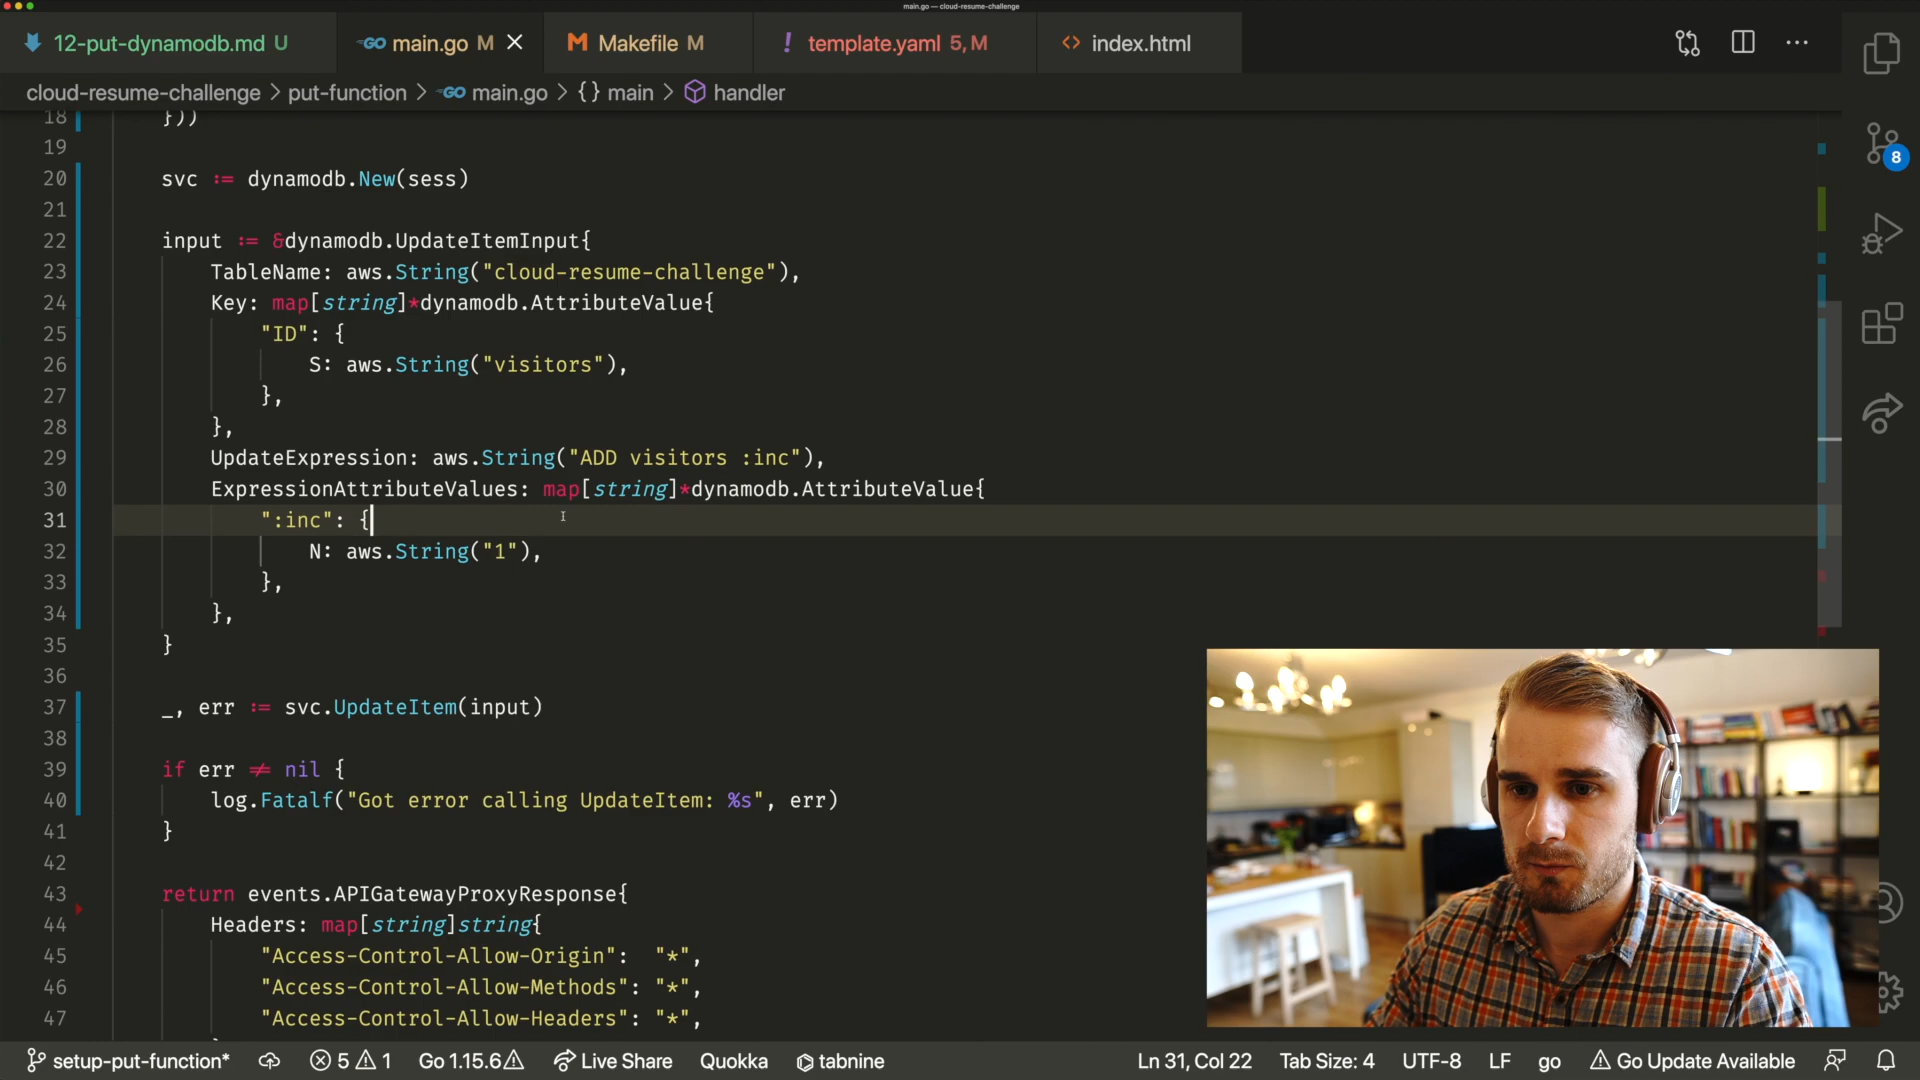 main.go — cloud-resume-challenge
12-put-dynamodb.md U
GO main.go M
Makefile M
! template.yaml 5, M
<> index.html
cloud-resume-challenge > put-function > GO main.go > {} main > handler
8
18 }))
19
20 svc := dynamodb.New(sess)
21
22 input := &dynamodb.UpdateItemInput{
23 TableName: aws.String("cloud-resume-challenge"),
24 Key: map[string]*dynamodb.AttributeValue{
25 "ID": {
26 S: aws.String("visitors"),
27 },
28 },
29 UpdateExpression: aws.String("ADD visitors :inc"),
30 ExpressionAttributeValues: map[string]*dynamodb.AttributeValue{
31 ":inc": {
32 N: aws.String("1"),
33 },
34 },
35 }
36
37 _, err := svc.UpdateItem(input)
38
39 if err ≠ nil {
40 log.Fatalf("Got error calling UpdateItem: %s", err)
41 }
42
43 return events.APIGatewayProxyResponse{
44 Headers: map[string]string{
45 "Access-Control-Allow-Origin": "*",
46 "Access-Control-Allow-Methods": "*",
47 "Access-Control-Allow-Headers": "*",
setup-put-function* 5 1 Go 1.15.6 Live Share Quokka tabnine Ln 31, Col 22 Tab Size: 4 UTF-8 LF go Go Update Available